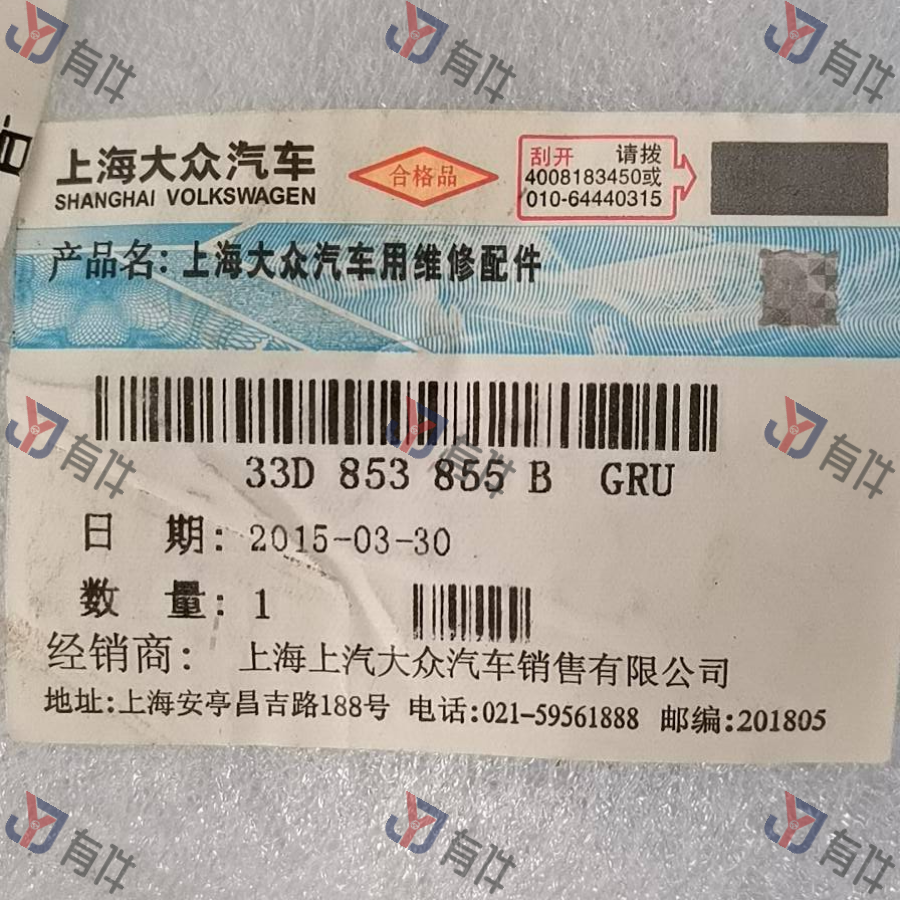 上海大众汽车
SHANGHAI VOLKSWAGEN
合格品
刮开 请拨
4008183450或
010-64440315
产品名：上海大众汽车用维修配件
33D 853 855 B GRU
日 期：2015-03-30
数 量：1
经销商： 上海上汽大众汽车销售有限公司
地址:上海安亭昌吉路188号 电话:021-59561888 邮编:201805
有件
有件
有件
有件
有件
有件
有件
有件
有件